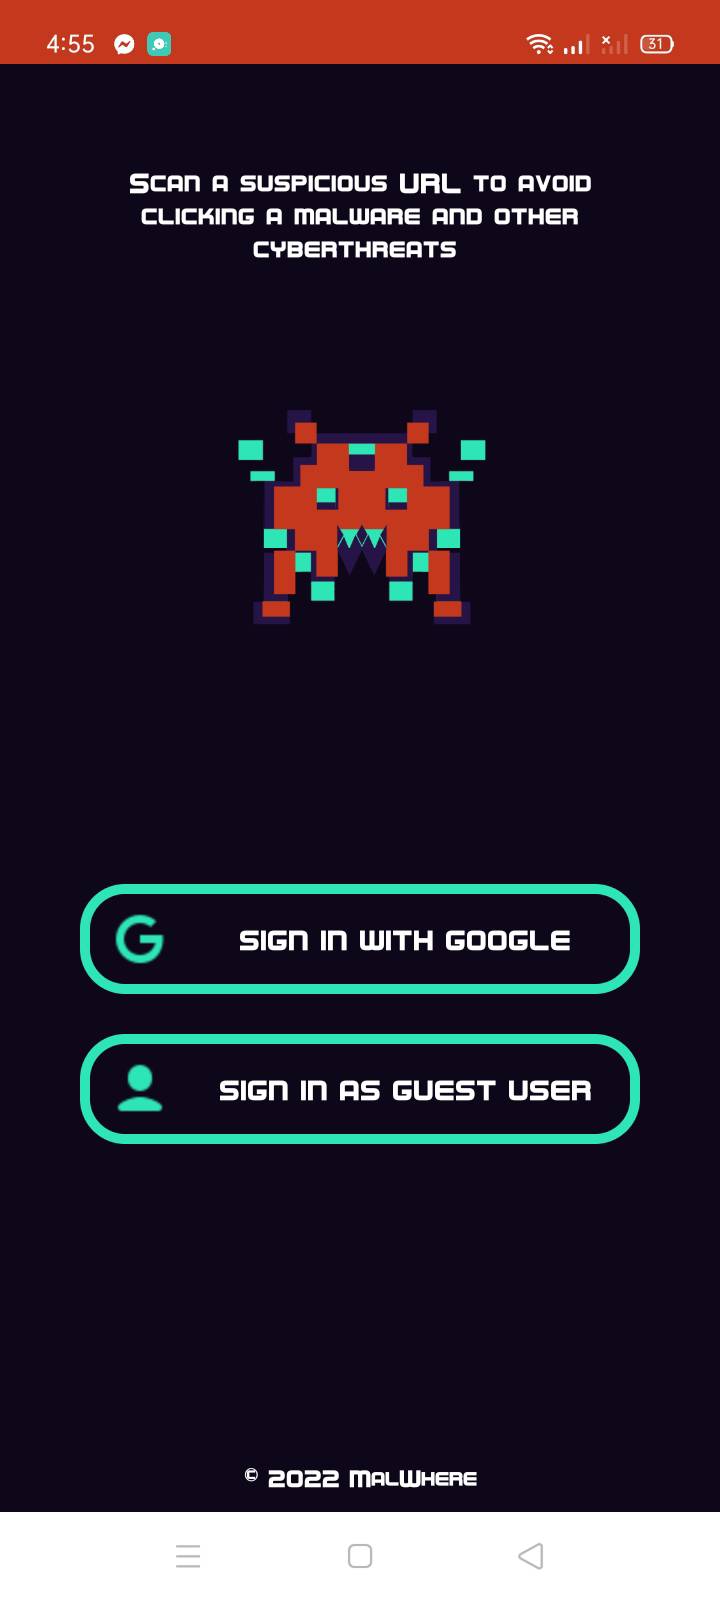 4:55
31
Scan a suspicious URL to avoid
clicking a malware and other
cyberthreats
SIGN IN WITH GOOGLE
SIGN IN AS GUEST USER
© 2022 MalWhere